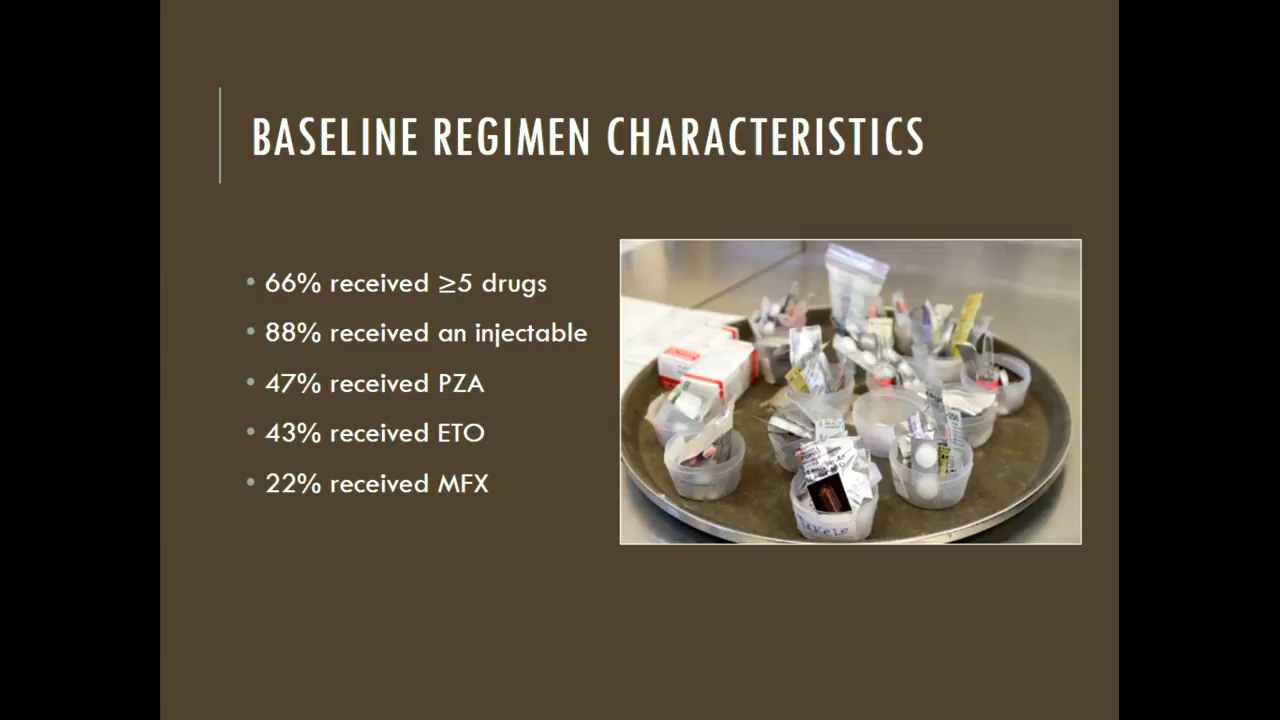 BASELINE REGIMEN CHARACTERISTICS
• 66% received ≥5 drugs
• 88% received an injectable
• 47% received PZA
• 43% received ETO
• 22% received MFX